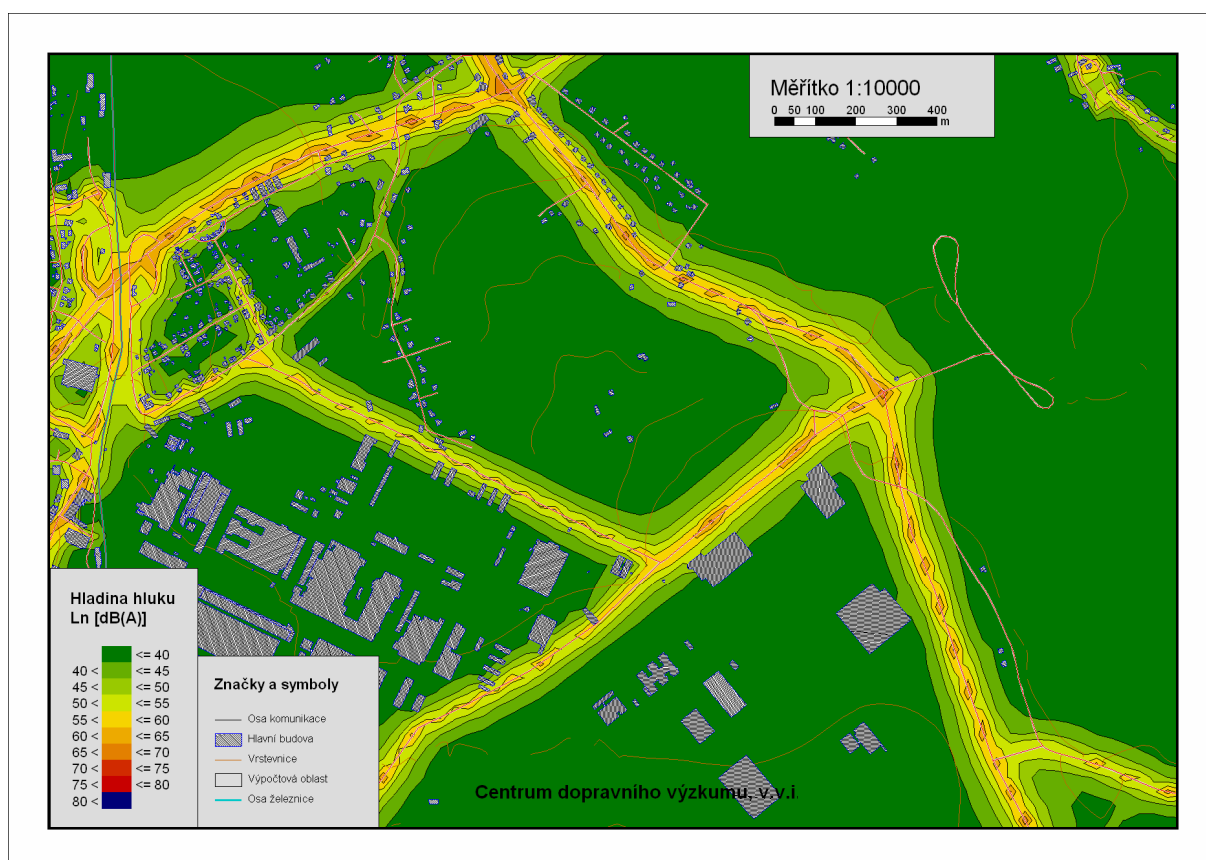 Měřítko 1:10000
0 50 100 200 300 400
m
Hladina hluku
Ln [dB(A)]
<= 40
40 < <= 45
45 < <= 50
50 < <= 55
55 < <= 60
60 < <= 65
65 < <= 70
70 < <= 75
75 < <= 80
80 <
Značky a symboly
Osa komunikace
Hlavní budova
Vrstevnice
Výpočtová oblast
Osa železnice
Centrum dopravního výzkumu, v.v.i